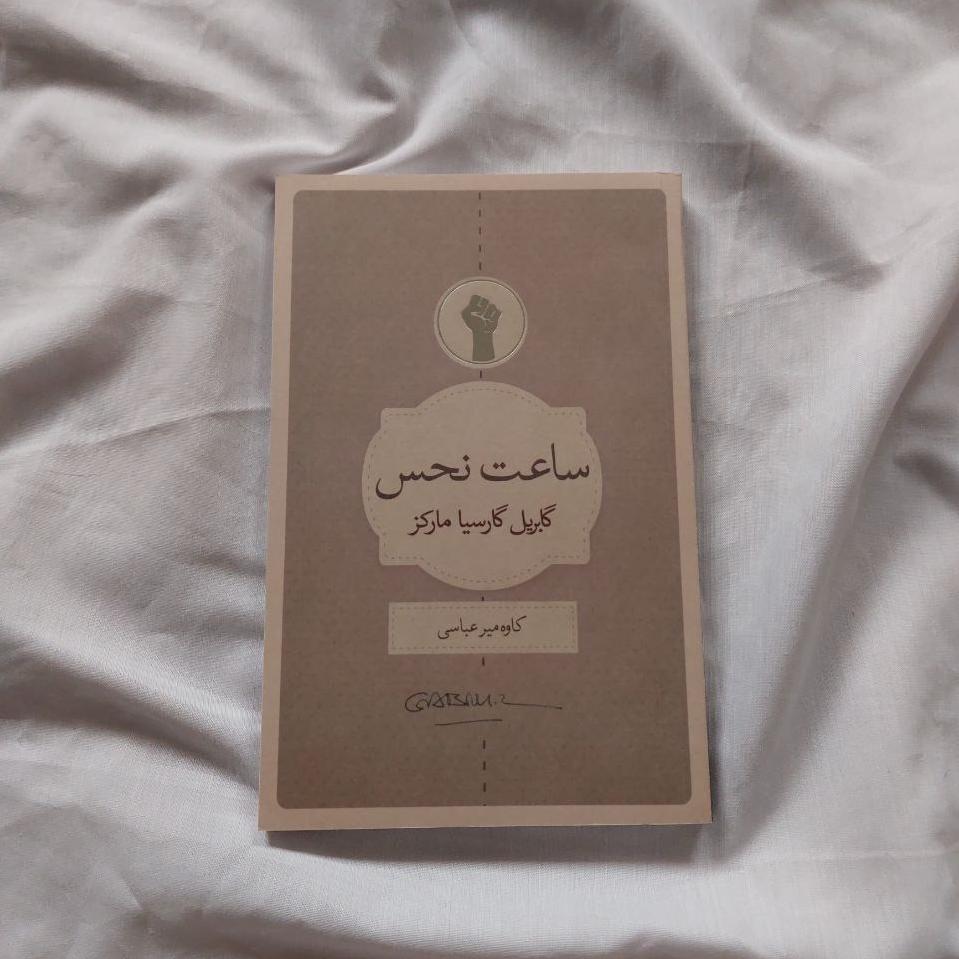 ساعت نحس
گابریل گارسیا مارکز
کاوه میرعباسی